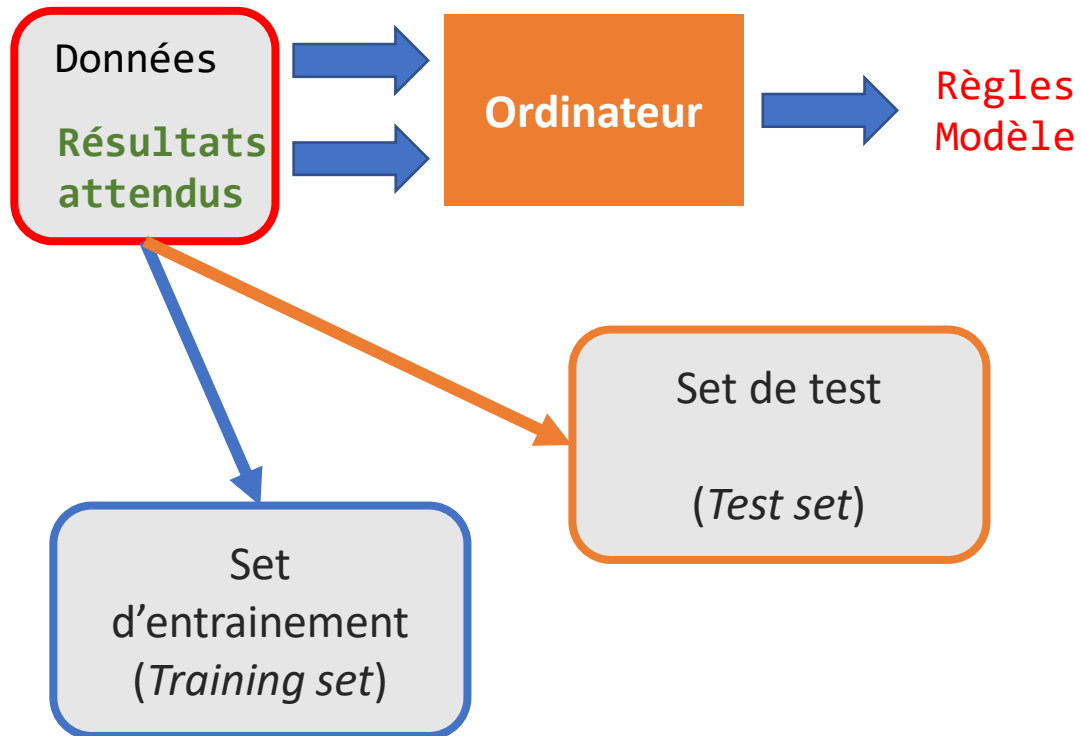 Données
Résultats
attendus
Ordinateur
Règles
Modèle
Set de test
(Test set)
Set
d’entrainement
(Training set)